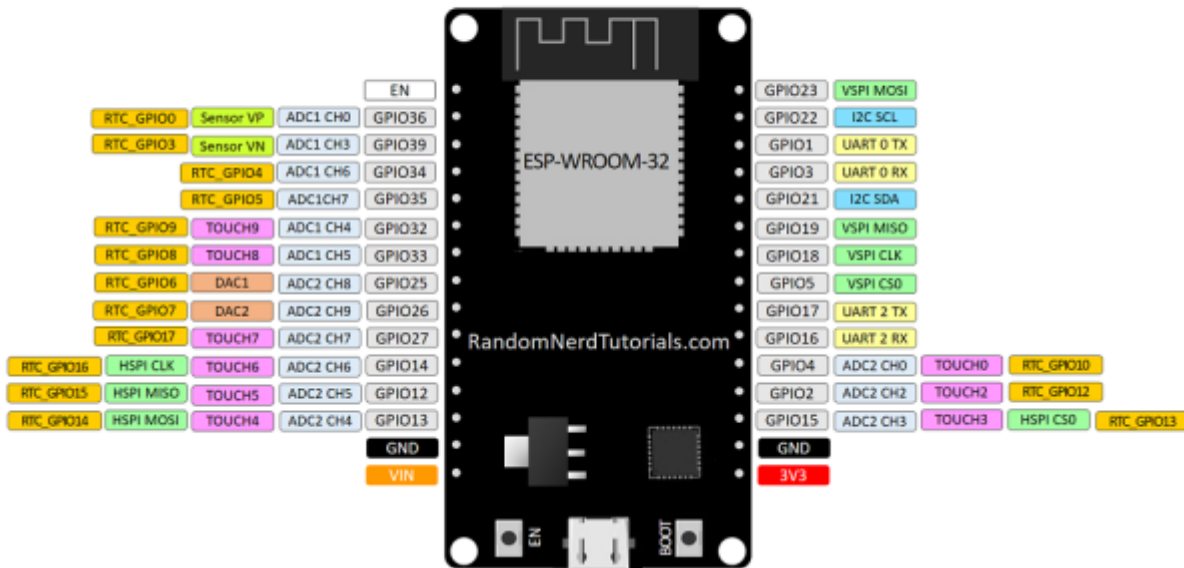 EN GPIO23 VSPI MOSI
RTC_GPIO0 Sensor VP ADC1 CH0 GPIO36 GPIO22 I2C SCL
RTC_GPIO3 Sensor VN ADC1 CH3 GPIO39 GPIO1 UART 0 TX
RTC_GPIO4 ADC1 CH6 GPIO34 ESP-WROOM-32 GPIO3 UART 0 RX
RTC_GPIO5 ADC1CH7 GPIO35 GPIO21 I2C SDA
RTC_GPIO9 TOUCH9 ADC1 CH4 GPIO32 GPIO19 VSPI MISO
RTC_GPIO8 TOUCH8 ADC1 CH5 GPIO33 GPIO18 VSPI CLK
RTC_GPIO6 DAC1 ADC2 CH8 GPIO25 GPIO5 VSPI CS0
RTC_GPIO7 DAC2 ADC2 CH9 GPIO26 GPIO17 UART 2 TX
RTC_GPIO17 TOUCH7 ADC2 CH7 GPIO27 RandomNerdTutorials.com GPIO16 UART 2 RX
RTC_GPIO16 HSPI CLK TOUCH6 ADC2 CH6 GPIO14 GPIO4 ADC2 CH0 TOUCH0 RTC_GPIO10
RTC_GPIO15 HSPI MISO TOUCH5 ADC2 CH5 GPIO12 GPIO2 ADC2 CH2 TOUCH2 RTC_GPIO12
RTC_GPIO14 HSPI MOSI TOUCH4 ADC2 CH4 GPIO13 GPIO15 ADC2 CH3 TOUCH3 HSPI CS0 RTC_GPIO13
GND GND
VIN 3V3
EN BOOT